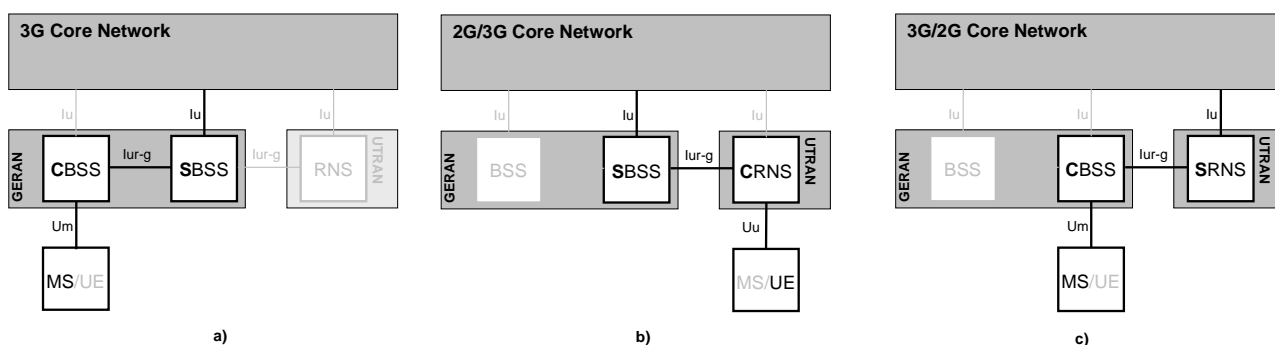 3G Core Network
Iu
Iu
Iu
GERAN
CBSS
Iur-g
SBSS
Iur-g
RNS
UTRAN
Um
MS/UE
a)
2G/3G Core Network
Iu
Iu
Iu
GERAN
BSS
SBSS
Iur-g
CRNS
UTRAN
Uu
MS/UE
b)
3G/2G Core Network
Iu
Iu
Iu
GERAN
BSS
CBSS
Iur-g
SRNS
UTRAN
Um
MS/UE
c)